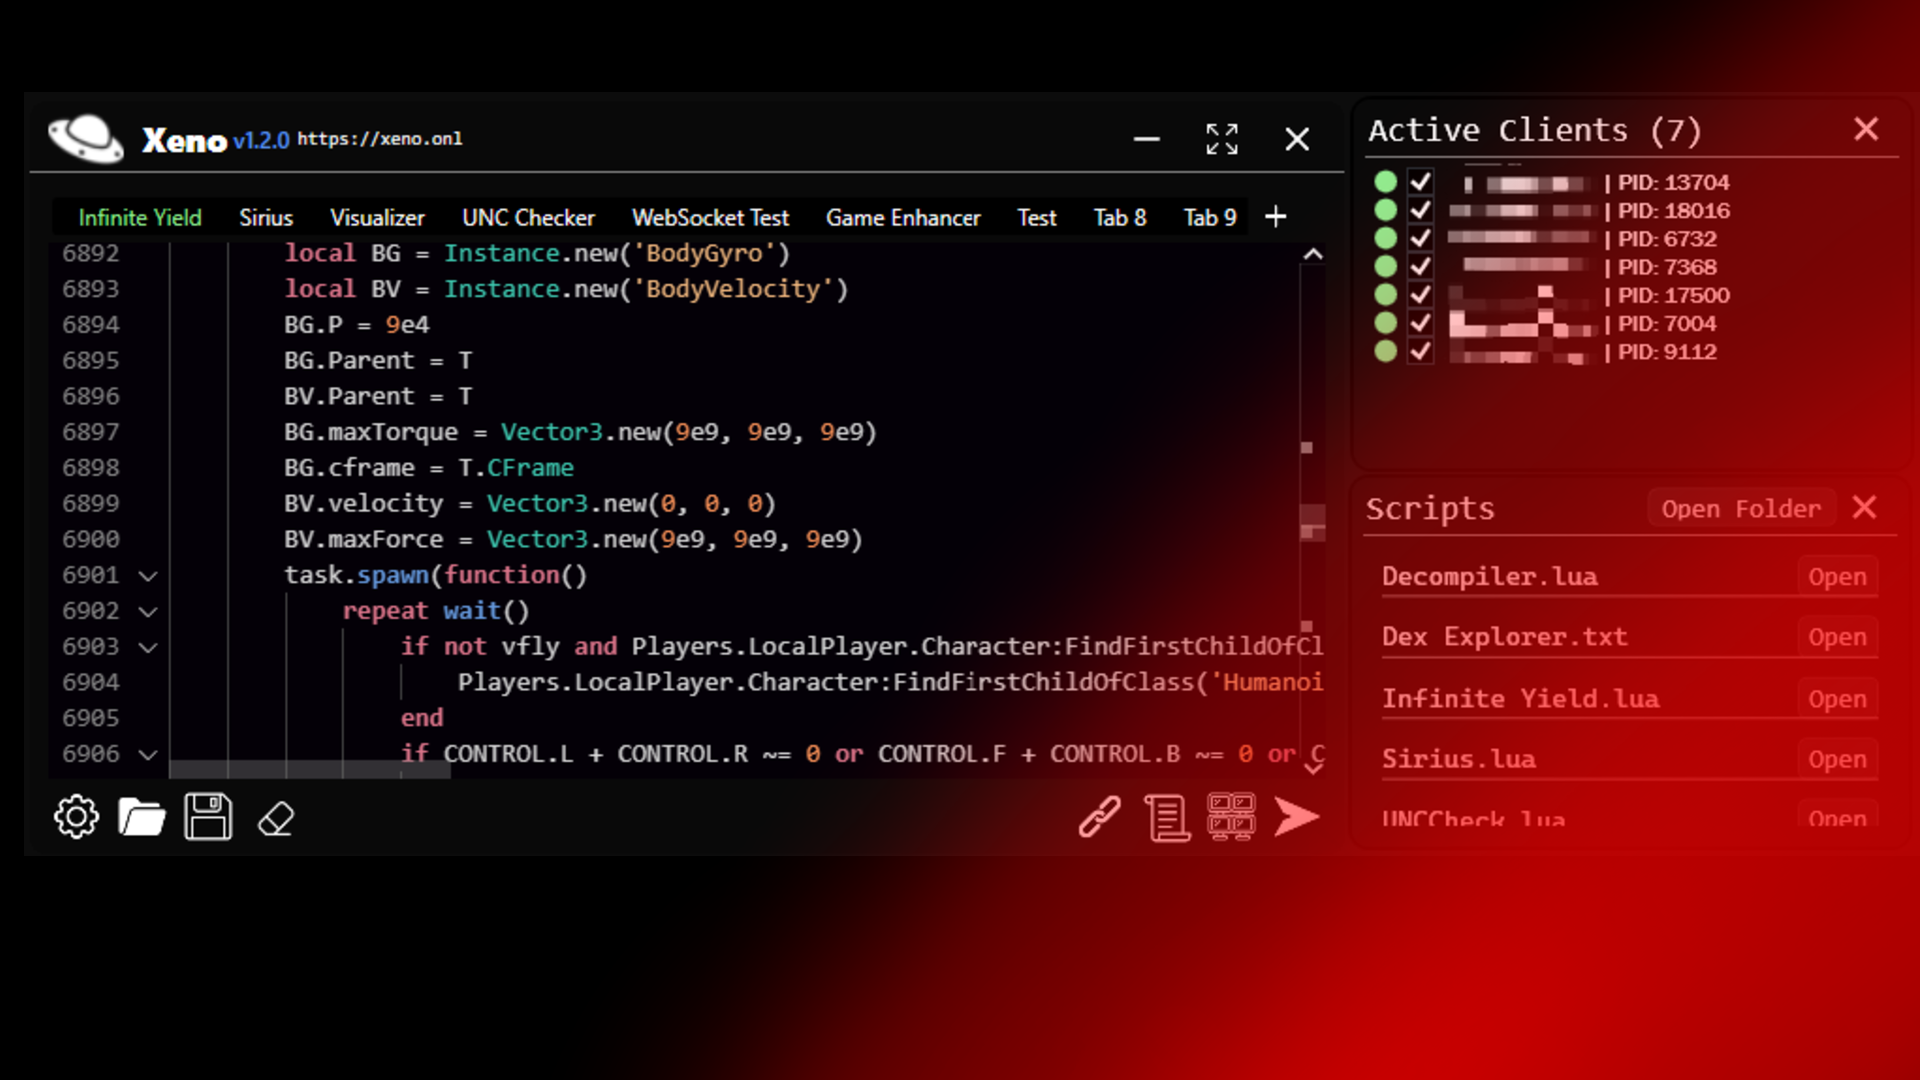 Xeno v1.2.0 https://xeno.onl
Infinite Yield Sirius Visualizer UNC Checker WebSocket Test Game Enhancer Test Tab 8 Tab 9 +
6892 local BG = Instance.new('BodyGyro')
6893 local BV = Instance.new('BodyVelocity')
6894 BG.P = 9e4
6895 BG.Parent = T
6896 BV.Parent = T
6897 BG.maxTorque = Vector3.new(9e9, 9e9, 9e9)
6898 BG.cframe = T.CFrame
6899 BV.velocity = Vector3.new(0, 0, 0)
6900 BV.maxForce = Vector3.new(9e9, 9e9, 9e9)
6901 task.spawn(function()
6902 repeat wait()
6903 if not vfly and Players.LocalPlayer.Character:FindFirstChildOfCl
6904 Players.LocalPlayer.Character:FindFirstChildOfClass('Humanoi
6905 end
6906 if CONTROL.L + CONTROL.R ~= 0 or CONTROL.F + CONTROL.B ~= 0 or C
Active Clients (7)
| PID: 13704
| PID: 18016
| PID: 6732
| PID: 7368
| PID: 17500
| PID: 7004
| PID: 9112
Scripts Open Folder
Decompiler.lua Open
Dex Explorer.txt Open
Infinite Yield.lua Open
Sirius.lua Open
UNCCheck.lua Open